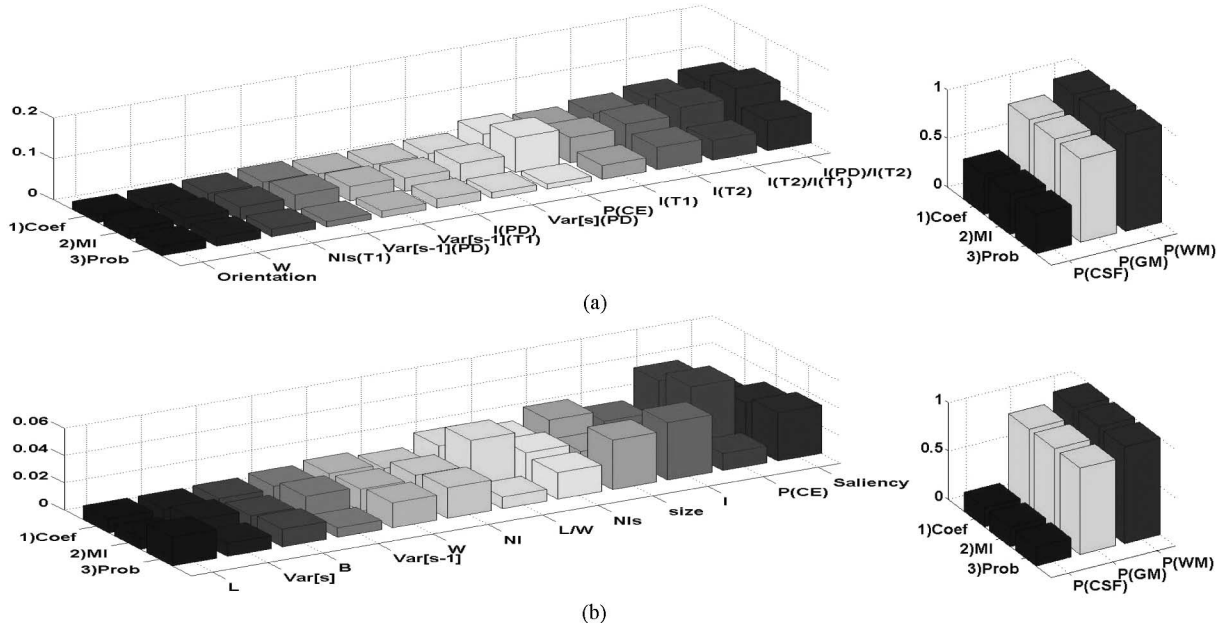 0.2
0.1
0
1)Coef
2)MI
3)Prob
Orientation
W
NIs(T1)
Var[s-1](PD)
Var[s-1](T1)
I(PD)
Var[s](PD)
P(CE)
I(T1)
I(T2)
I(T2)/I(T1)
I(PD)/I(T2)
1
0.5
0
1)Coef
2)MI
3)Prob
P(CSF)
P(GM)
P(WM)
(a)
0.06
0.04
0.02
0
1)Coef
2)MI
3)Prob
L
Var[s]
B
Var[s-1]
W
NI
L/W
NIs
size
I
P(CE)
Saliency
1
0.5
0
1)Coef
2)MI
3)Prob
P(CSF)
P(GM)
P(WM)
(b)